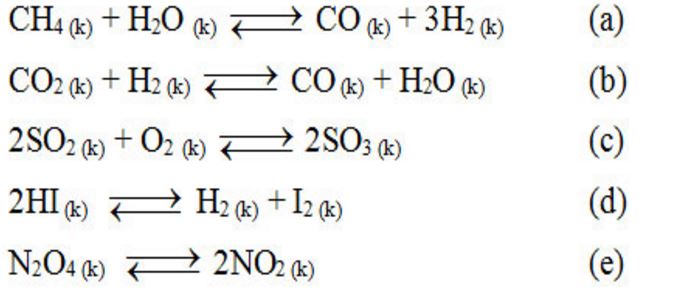 CH₄ (k) + H₂O (k) ⇌ CO (k) + 3H₂ (k) (a)
CO₂ (k) + H₂ (k) ⇌ CO (k) + H₂O (k) (b)
2SO₂ (k) + O₂ (k) ⇌ 2SO₃ (k) (c)
2HI (k) ⇌ H₂ (k) + I₂ (k) (d)
N₂O₄ (k) ⇌ 2NO₂ (k) (e)